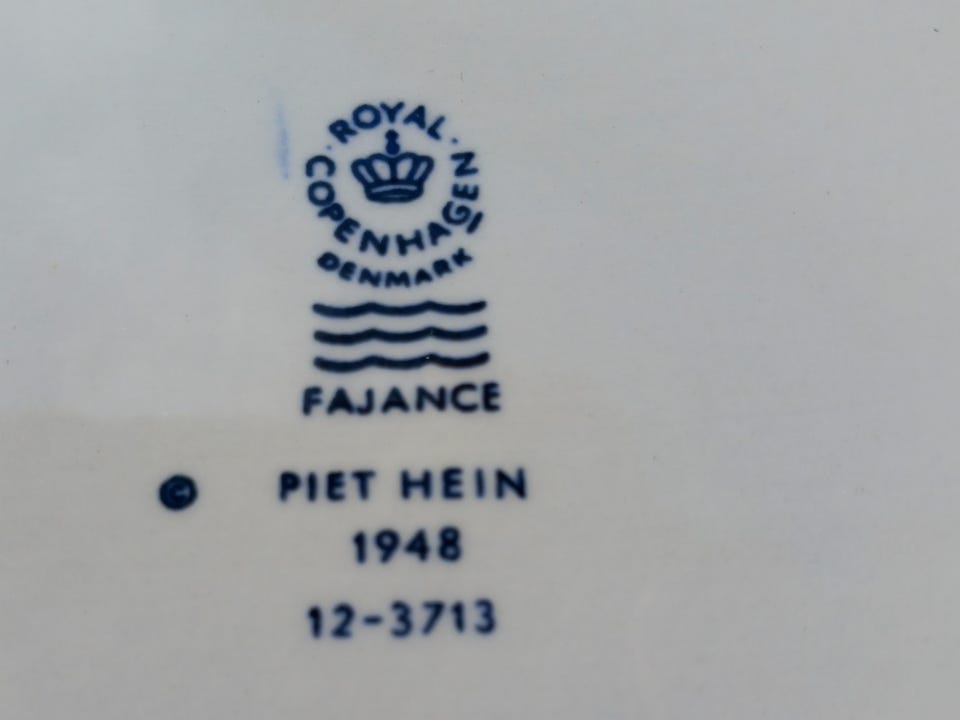 ROYAL
COPENHAGEN
DENMARK
FAJANCE
© PIET HEIN
1948
12-3713